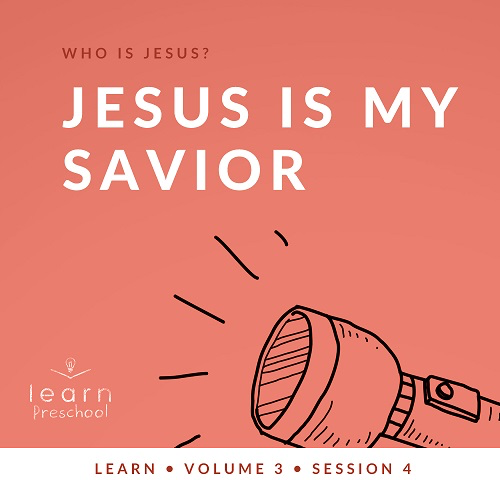 WHO IS JESUS?
JESUS IS MY
SAVIOR
learn
Preschool
LEARN • VOLUME 3 • SESSION 4